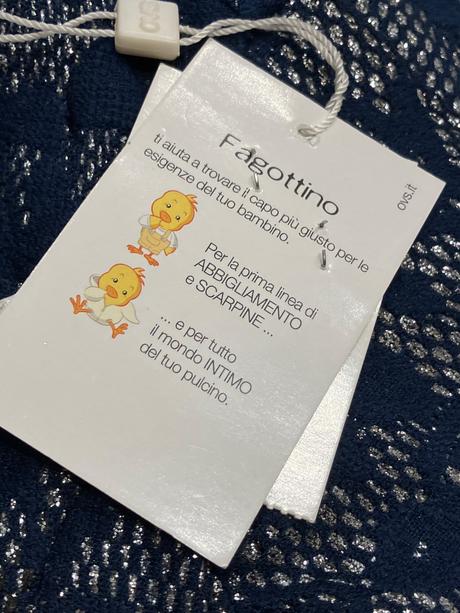 OVS
Fagottino
ti aiuta a trovare il capo più giusto per le
esigenze del tuo bambino.
Per la prima linea di
ABBIGLIAMENTO
e SCARPINE ...
... e per tutto
il mondo INTIMO
del tuo pulcino.
ovs.it